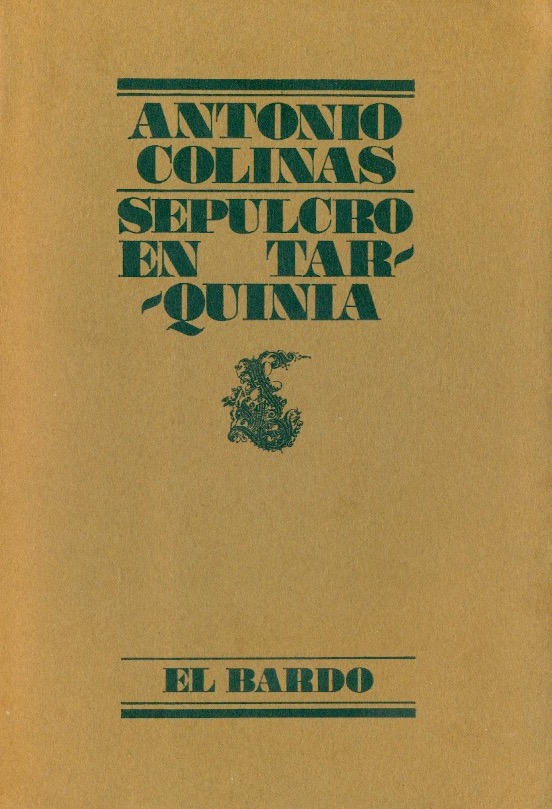 ANTONIO
COLINAS
SEPULCRO
EN TAR-
-QUINIA
EL BARDO